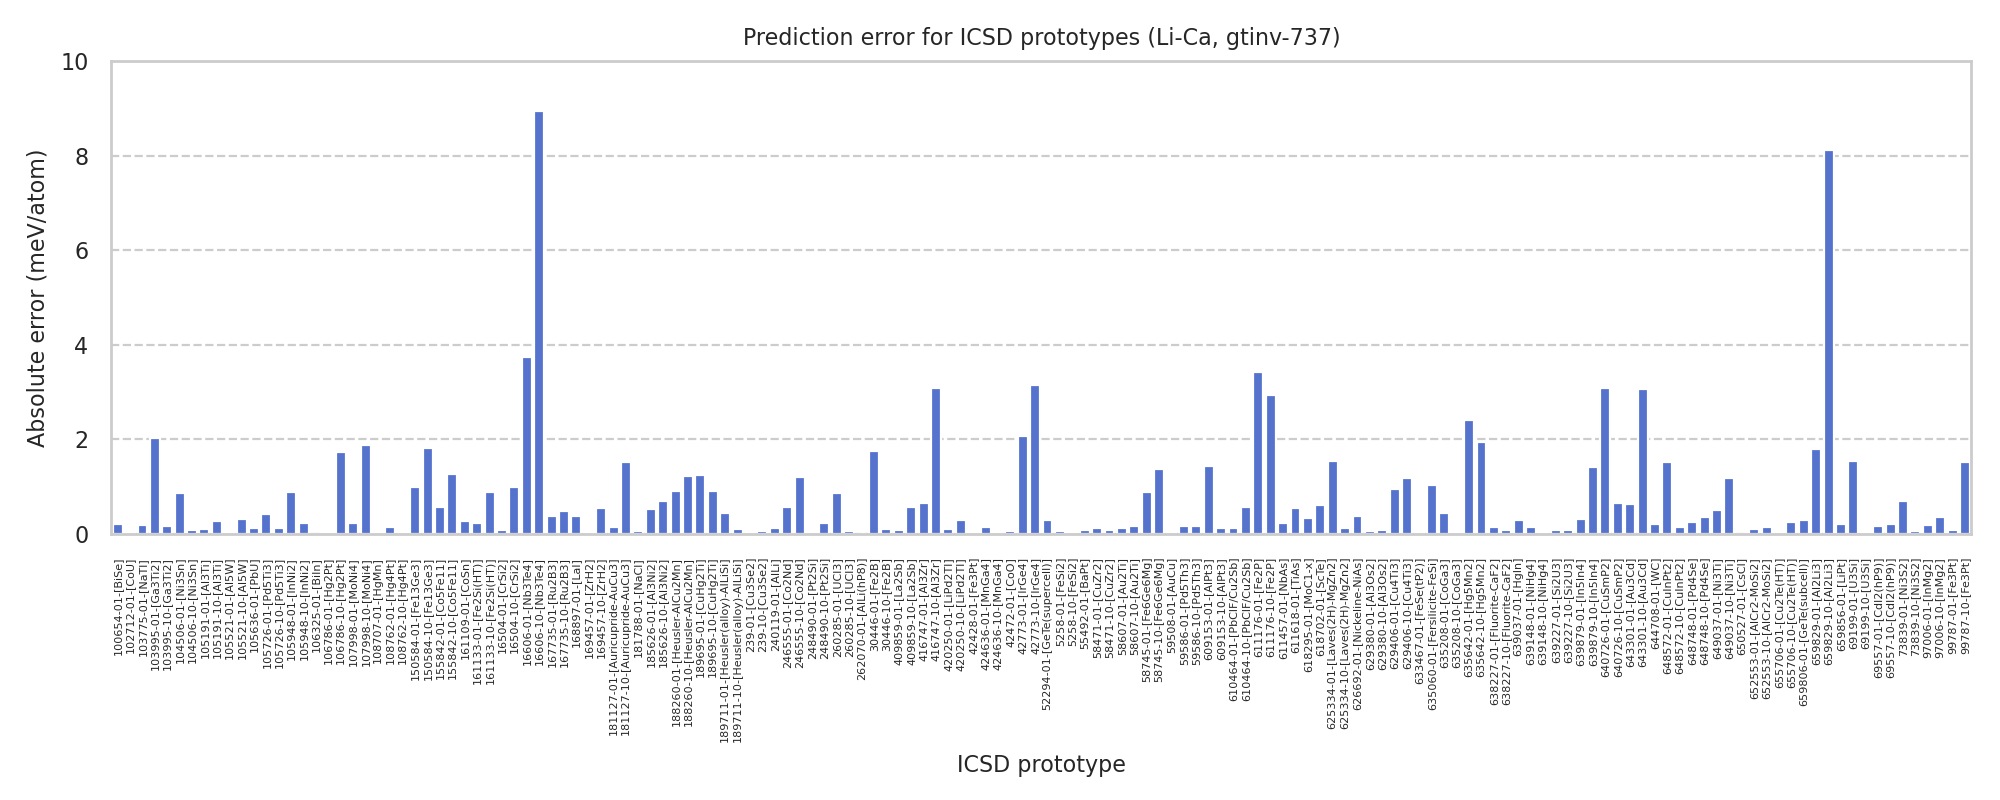 Prediction error for ICSD prototypes (Li-Ca, gtinv-737)
Absolute error (meV/atom)
10
8
6
4
2
0
100654-01-[BiSe]
102712-01-[CoU]
103775-01-[NaTl]
103995-01-[Ga3Ti2]
103995-10-[Ga3Ti2]
104506-01-[Ni3Sn]
104506-10-[Ni3Sn]
105191-01-[Al3Ti]
105191-10-[Al3Ti]
105521-01-[Al5W]
105521-10-[Al5W]
105636-01-[PbU]
105726-01-[Pd5Ti3]
105726-10-[Pd5Ti3]
105948-01-[InNi2]
105948-10-[InNi2]
106325-01-[BiIn]
106786-01-[Hg2Pt]
106786-10-[Hg2Pt]
107998-01-[MoNi4]
107998-10-[MoNi4]
108707-01-[HgMn]
108762-01-[Hg4Pt]
108762-10-[Hg4Pt]
150584-01-[Fe13Ge3]
150584-10-[Fe13Ge3]
155842-01-[Co5Fe11]
155842-10-[Co5Fe11]
161109-01-[CoSn]
161133-01-[Fe2Si(HT)]
161133-10-[Fe2Si(HT)]
16504-01-[CrSi2]
16504-10-[CrSi2]
16606-01-[Nb3Te4]
16606-10-[Nb3Te4]
167735-01-[Ru2B3]
167735-10-[Ru2B3]
168897-01-[LaI]
169457-01-[ZrH2]
169457-10-[ZrH2]
181127-01-[Auricupride-AuCu3]
181127-10-[Auricupride-AuCu3]
181788-01-[NaCl]
185626-01-[Al3Ni2]
185626-10-[Al3Ni2]
188260-01-[Heusler-AlCu2Mn]
188260-10-[Heusler-AlCu2Mn]
189695-01-[CuHg2Ti]
189695-10-[CuHg2Ti]
189711-01-[Heusler(alloy)-AlLiSi]
189711-10-[Heusler(alloy)-AlLiSi]
239-01-[Cu3Se2]
239-10-[Cu3Se2]
240119-01-[AlLi]
246555-01-[Co2Nd]
246555-10-[Co2Nd]
248490-01-[Pt2Si]
248490-10-[Pt2Si]
260285-01-[UCl3]
260285-10-[UCl3]
262070-01-[AlLi(hP8)]
30446-01-[Fe2B]
30446-10-[Fe2B]
409859-01-[La2Sb]
409859-10-[La2Sb]
416747-01-[Al3Zr]
416747-10-[Al3Zr]
420250-01-[LiPd2Tl]
420250-10-[LiPd2Tl]
42428-01-[Fe3Pt]
424636-01-[MnGa4]
424636-10-[MnGa4]
42472-01-[CoO]
42773-01-[IrGe4]
42773-10-[IrGe4]
52294-01-[GeTe(supercell)]
5258-01-[FeSi2]
5258-10-[FeSi2]
55492-01-[BaPt]
58471-01-[CuZr2]
58471-10-[CuZr2]
58607-01-[Au2Ti]
58607-10-[Au2Ti]
58745-01-[Fe6Ge6Mg]
58745-10-[Fe6Ge6Mg]
59508-01-[AuCu]
59586-01-[Pd5Th3]
59586-10-[Pd5Th3]
609153-01-[AlPt3]
609153-10-[AlPt3]
610464-01-[PbClF/Cu2Sb]
610464-10-[PbClF/Cu2Sb]
611176-01-[Fe2P]
611176-10-[Fe2P]
611457-01-[NbAs]
611618-01-[TiAs]
618295-01-[MoC1-x]
618702-01-[ScTe]
625334-01-[Laves(2H)-MgZn2]
625334-10-[Laves(2H)-MgZn2]
626692-01-[Nickeline-NiAs]
629380-01-[Al3Os2]
629380-10-[Al3Os2]
629406-01-[Cu4Ti3]
629406-10-[Cu4Ti3]
633467-01-[FeSe(tP2)]
635060-01-[Fersilicite-FeSi]
635208-01-[CoGa3]
635208-10-[CoGa3]
635642-01-[Hg5Mn2]
635642-10-[Hg5Mn2]
638227-01-[Fluorite-CaF2]
638227-10-[Fluorite-CaF2]
639037-01-[HgIn]
639148-01-[NiHg4]
639148-10-[NiHg4]
639227-01-[Si2U3]
639227-10-[Si2U3]
639879-01-[In5In4]
639879-10-[In5In4]
640726-01-[CuSmP2]
640726-10-[CuSmP2]
643301-01-[Au3Cd]
643301-10-[Au3Cd]
644708-01-[WC]
648572-01-[CuInPt2]
648572-10-[CuInPt2]
648748-01-[Pd4Se]
648748-10-[Pd4Se]
649037-01-[Ni3Ti]
649037-10-[Ni3Ti]
650527-01-[CsCl]
652553-01-[AlCr2-MoSi2]
652553-10-[AlCr2-MoSi2]
655706-01-[Cu2Te(HT)]
655706-10-[Cu2Te(HT)]
659806-01-[GeTe(subcell)]
659829-01-[Al2Li3]
659829-10-[Al2Li3]
659856-01-[LiPt]
69199-01-[U3Si]
69199-10-[U3Si]
69557-01-[CdI2(hP9)]
69557-10-[CdI2(hP9)]
73839-01-[Ni3S2]
73839-10-[Ni3S2]
97006-01-[InMg2]
97006-10-[InMg2]
99787-01-[Fe3Pt]
99787-10-[Fe3Pt]
ICSD prototype